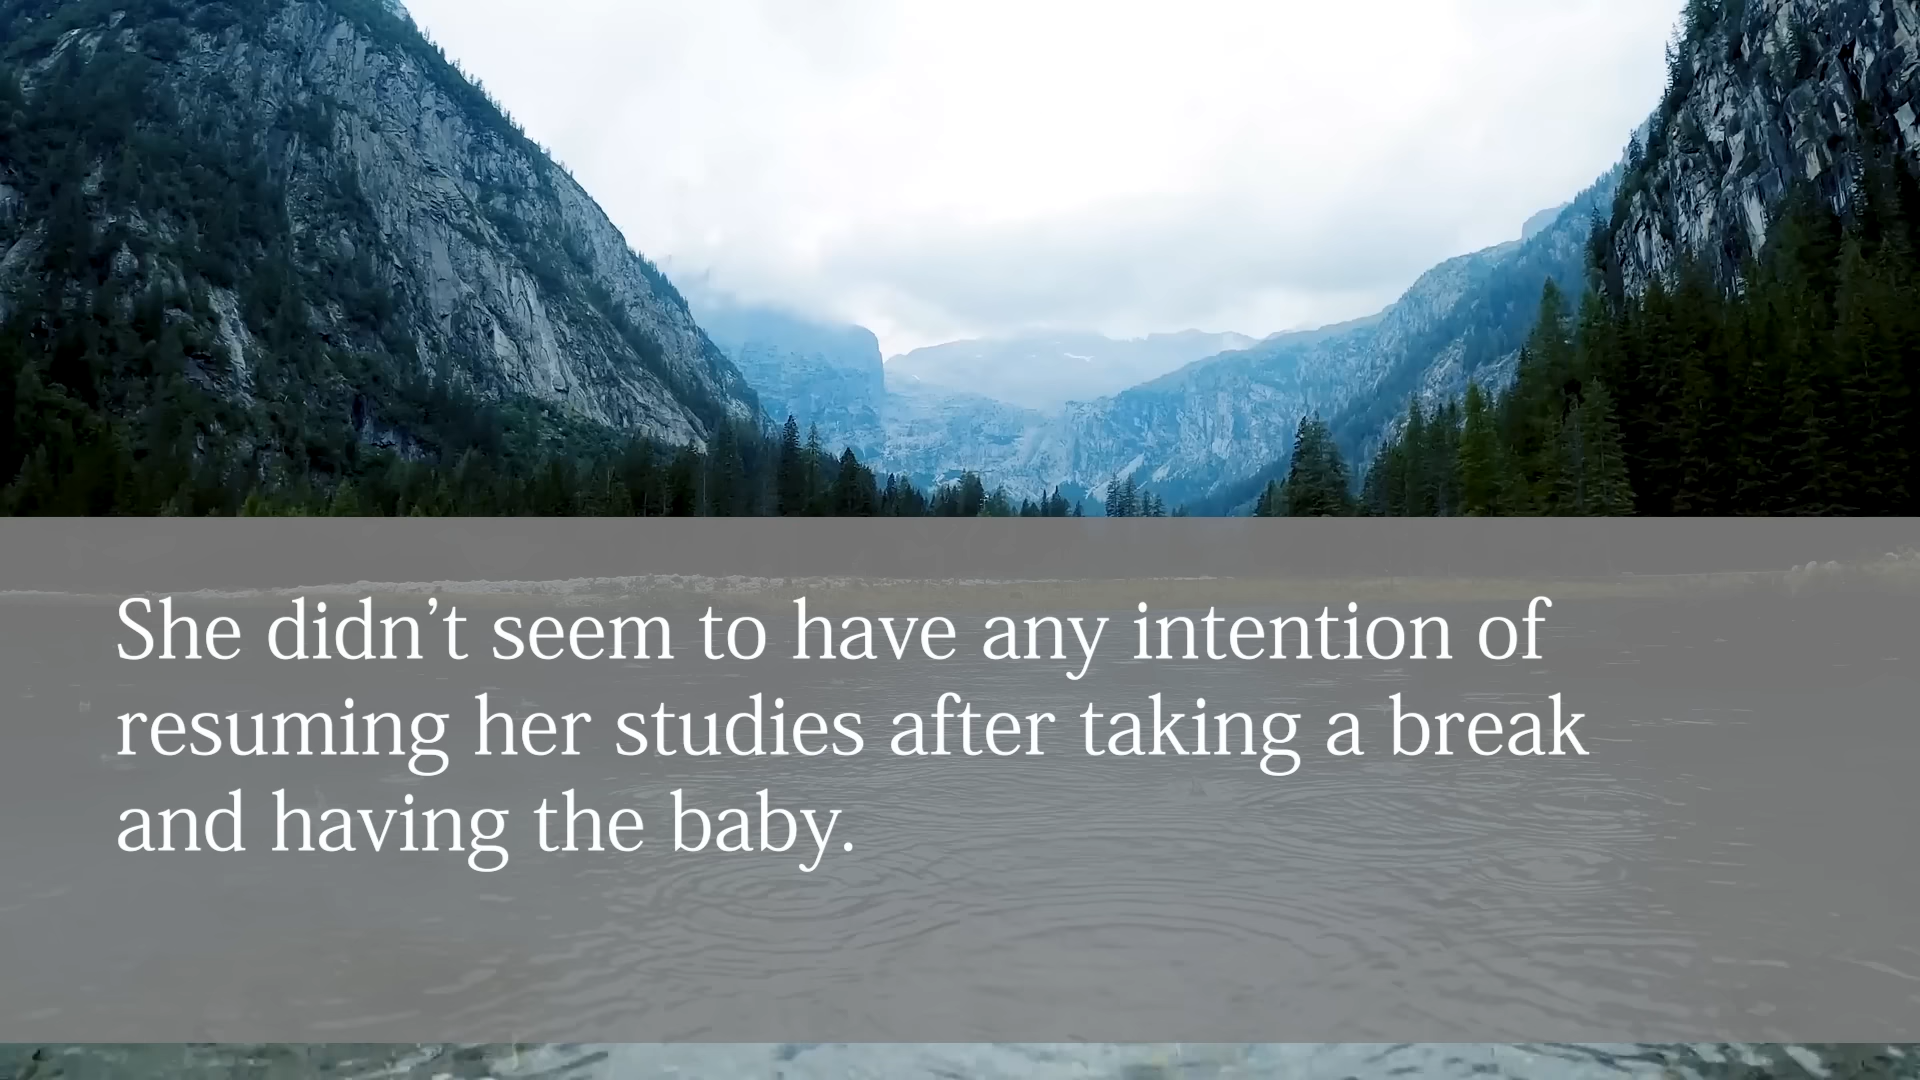 She didn’t seem to have any intention of
resuming her studies after taking a break
and having the baby.